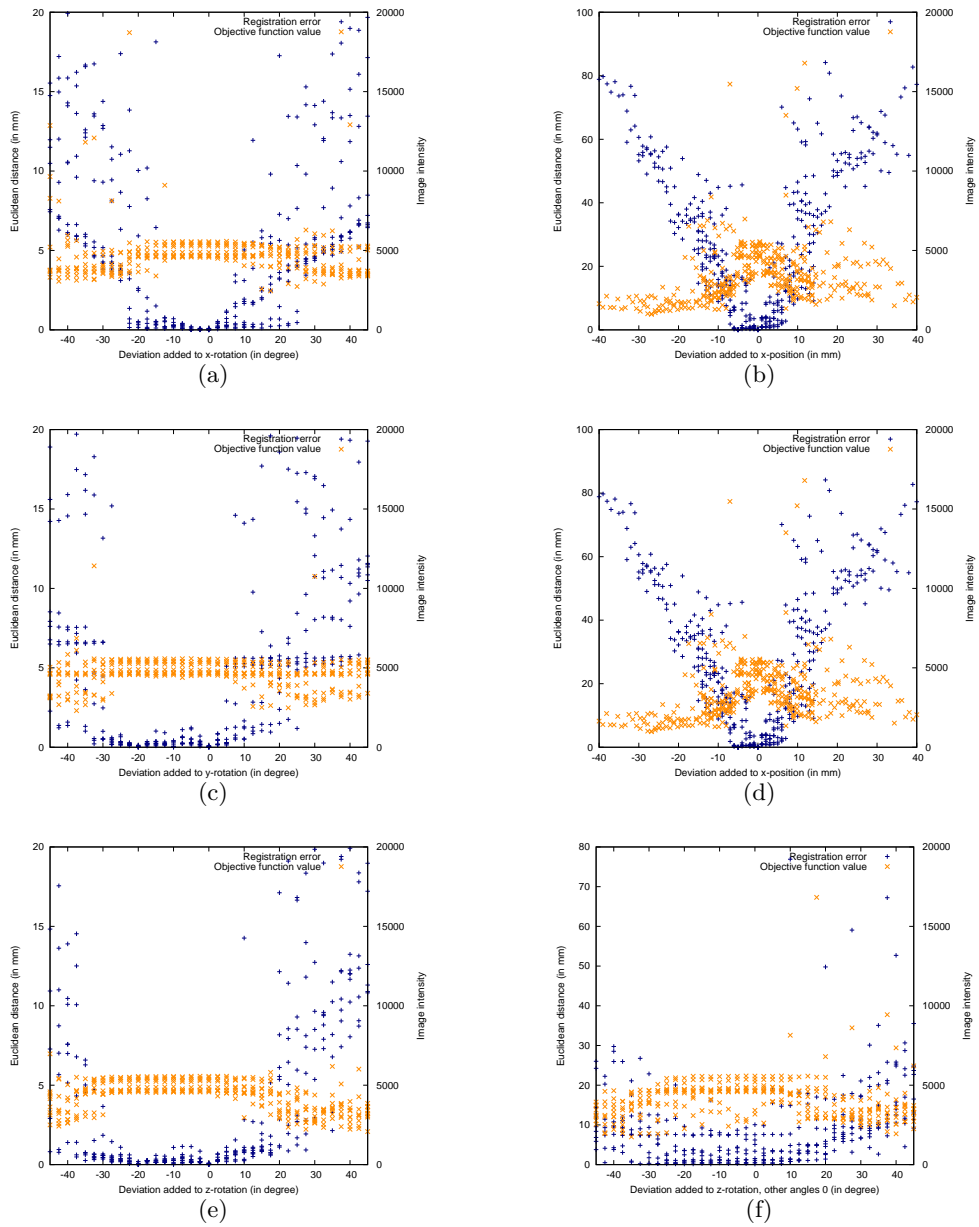 Registration error
Objective function value
20
15
10
5
0
20000
15000
10000
5000
0
Euclidean distance (in mm)
Image intensity
-40 -30 -20 -10 0 10 20 30 40
Deviation added to x-rotation (in degree)
(a)
Registration error
Objective function value
100
80
60
40
20
0
20000
15000
10000
5000
0
Euclidean distance (in mm)
Image intensity
-40 -30 -20 -10 0 10 20 30 40
Deviation added to x-position (in mm)
(b)
Registration error
Objective function value
20
15
10
5
0
20000
15000
10000
5000
0
Euclidean distance (in mm)
Image intensity
-40 -30 -20 -10 0 10 20 30 40
Deviation added to y-rotation (in degree)
(c)
Registration error
Objective function value
100
80
60
40
20
0
20000
15000
10000
5000
0
Euclidean distance (in mm)
Image intensity
-40 -30 -20 -10 0 10 20 30 40
Deviation added to x-position (in mm)
(d)
Registration error
Objective function value
20
15
10
5
0
20000
15000
10000
5000
0
Euclidean distance (in mm)
Image intensity
-40 -30 -20 -10 0 10 20 30 40
Deviation added to z-rotation (in degree)
(e)
Registration error
Objective function value
80
70
60
50
40
30
20
10
0
20000
15000
10000
5000
0
Euclidean distance (in mm)
Image intensity
-40 -30 -20 -10 0 10 20 30 40
Deviation added to z-rotation, other angles 0 (in degree)
(f)